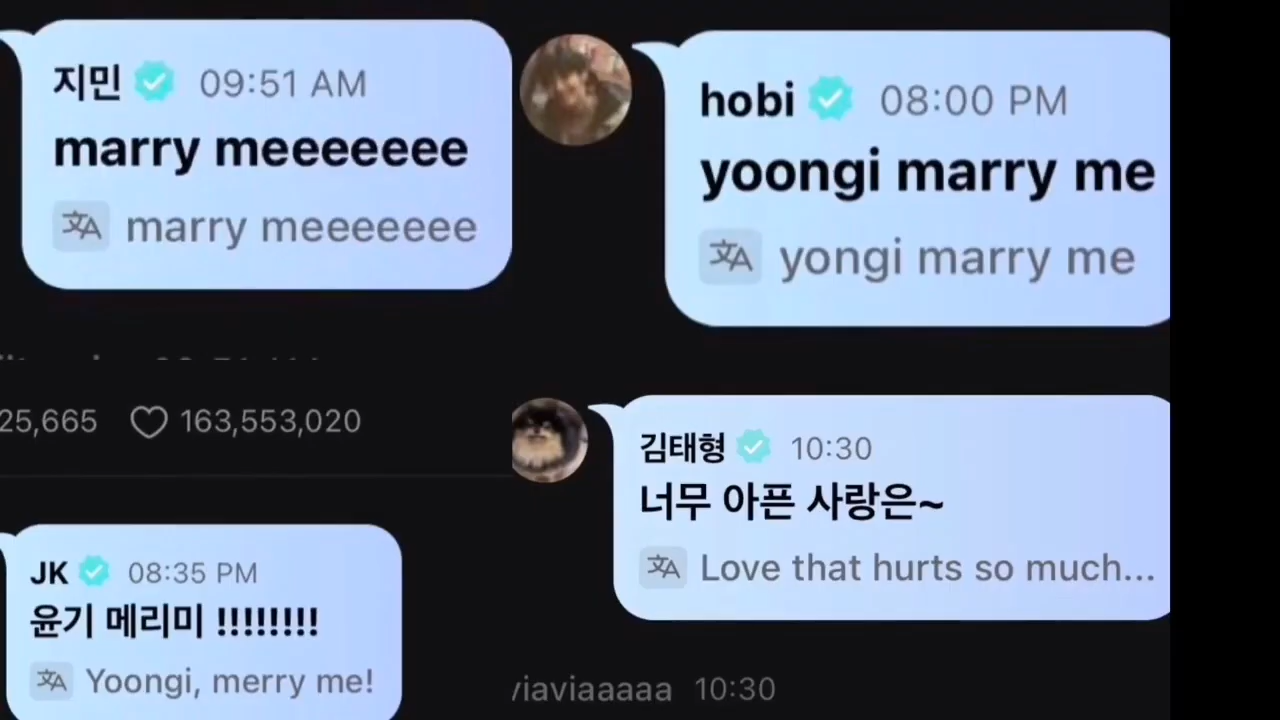 지민 09:51 AM
marry meeeeeee
marry meeeeeee
hobi 08:00 PM
yoongi marry me
yongi marry me
25,665 163,553,020
JK 08:35 PM
윤기 메리미 !!!!!!!!
Yoongi, merry me!
김태형 10:30
너무 아픈 사랑은~
Love that hurts so much...
viaviaaaaa 10:30